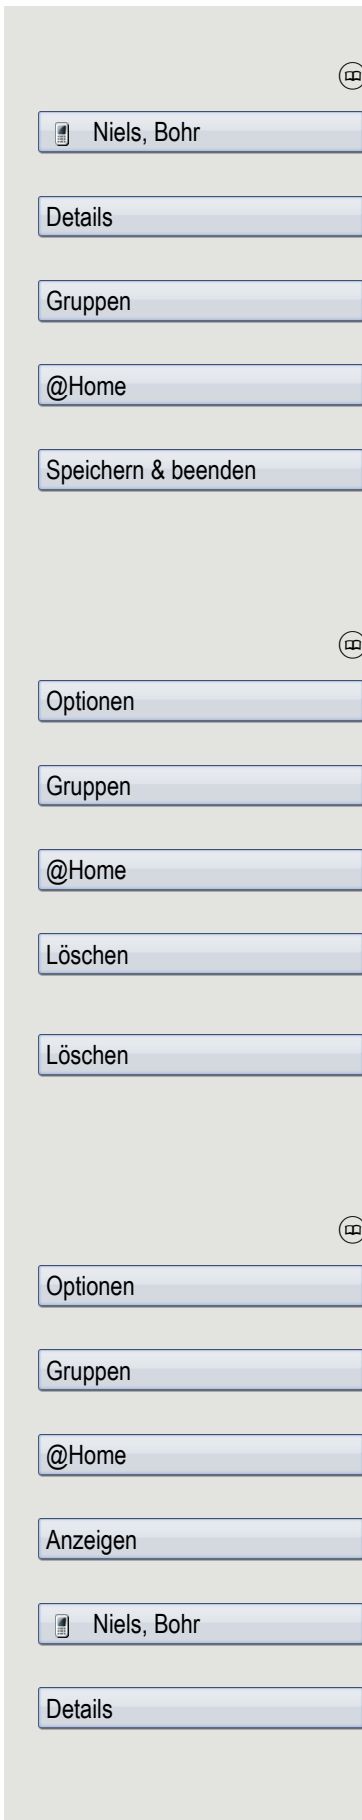 Niels, Bohr
Details
Gruppen
@Home
Speichern & beenden
Optionen
Gruppen
@Home
Löschen
Löschen
Optionen
Gruppen
@Home
Anzeigen
Niels, Bohr
Details